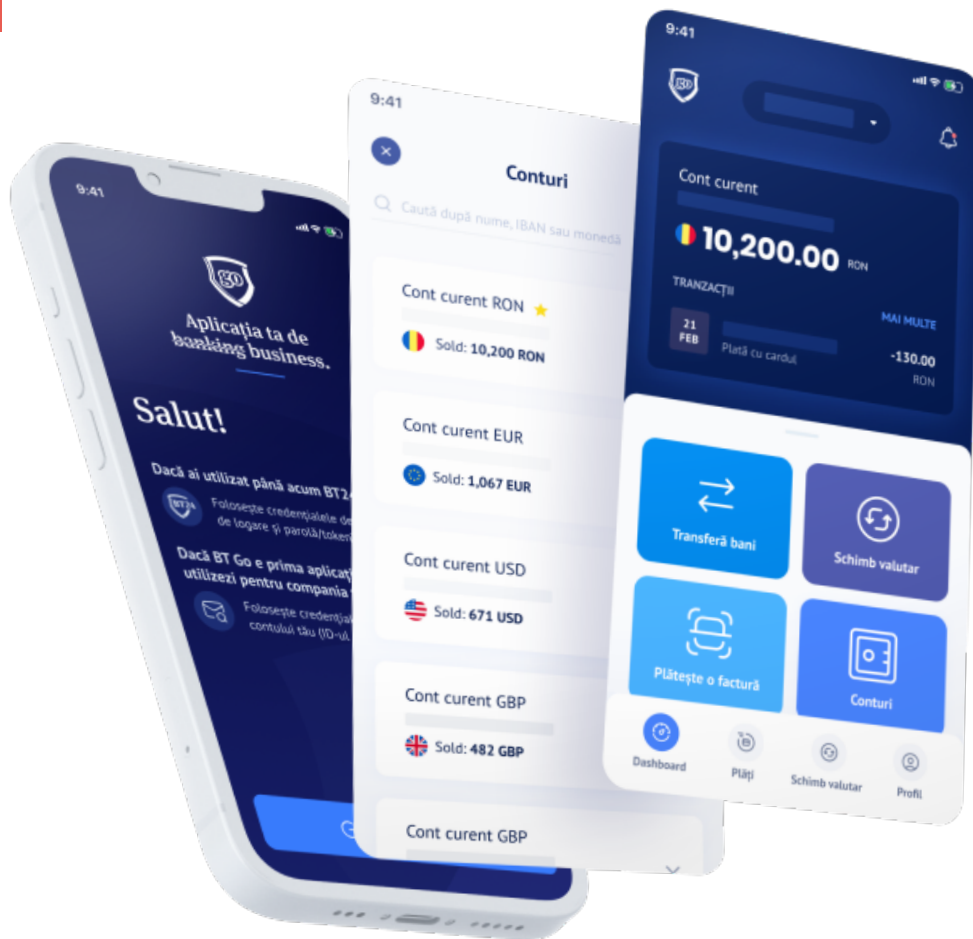 9:41
go
Aplicația ta de
banking business.
Salut!
Dacă ai utilizat până acum BT24
BT24
Folosește credențialele de
de logare și parolă/token
Dacă BT Go e prima aplicați
utilizezi pentru compania
Folosește credențial
contului tău (ID-ul
9:41
Conturi
Caută după nume, IBAN sau monedă
Cont curent RON
Sold: 10,200 RON
Cont curent EUR
Sold: 1,067 EUR
Cont curent USD
Sold: 671 USD
Cont curent GBP
Sold: 482 GBP
Cont curent GBP
9:41
go
Cont curent
10,200.00 RON
TRANZACȚII
MAI MULTE
21
FEB
Plată cu cardul
-130.00
RON
Transferă bani
Schimb valutar
Plătește o factură
Conturi
Dashboard
Plăți
Schimb valutar
Profil